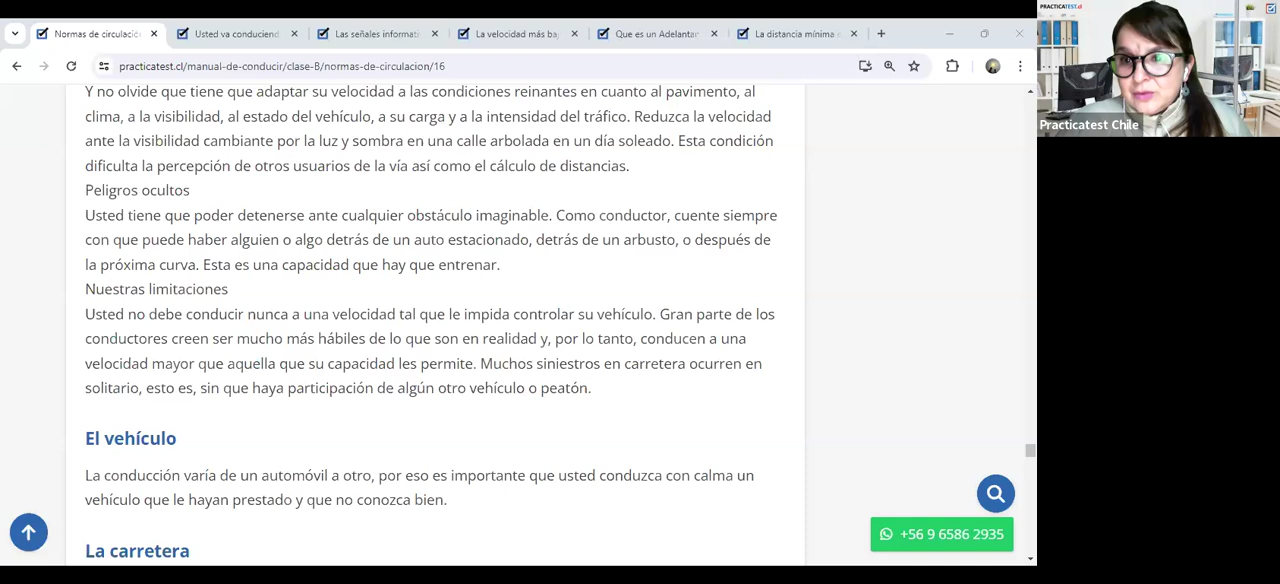 Normas de circulació
Usted va conduciend
Las señales informat
La velocidad más ba
Que es un Adelantar
La distancia mínima
practicatest.cl/manual-de-conducir/clase-B/normas-de-circulacion/16
PRACTICATEST.cl
Practicatest Chile
Y no olvide que tiene que adaptar su velocidad a las condiciones reinantes en cuanto al pavimento, al
clima, a la visibilidad, al estado del vehículo, a su carga y a la intensidad del tráfico. Reduzca la velocidad
ante la visibilidad cambiante por la luz y sombra en una calle arbolada en un día soleado. Esta condición
dificulta la percepción de otros usuarios de la vía así como el cálculo de distancias.
Peligros ocultos
Usted tiene que poder detenerse ante cualquier obstáculo imaginable. Como conductor, cuente siempre
con que puede haber alguien o algo detrás de un auto estacionado, detrás de un arbusto, o después de
la próxima curva. Esta es una capacidad que hay que entrenar.
Nuestras limitaciones
Usted no debe conducir nunca a una velocidad tal que le impida controlar su vehículo. Gran parte de los
conductores creen ser mucho más hábiles de lo que son en realidad y, por lo tanto, conducen a una
velocidad mayor que aquella que su capacidad les permite. Muchos siniestros en carretera ocurren en
solitario, esto es, sin que haya participación de algún otro vehículo o peatón.
El vehículo
La conducción varía de un automóvil a otro, por eso es importante que usted conduzca con calma un
vehículo que le hayan prestado y que no conozca bien.
+56 9 6586 2935
La carretera